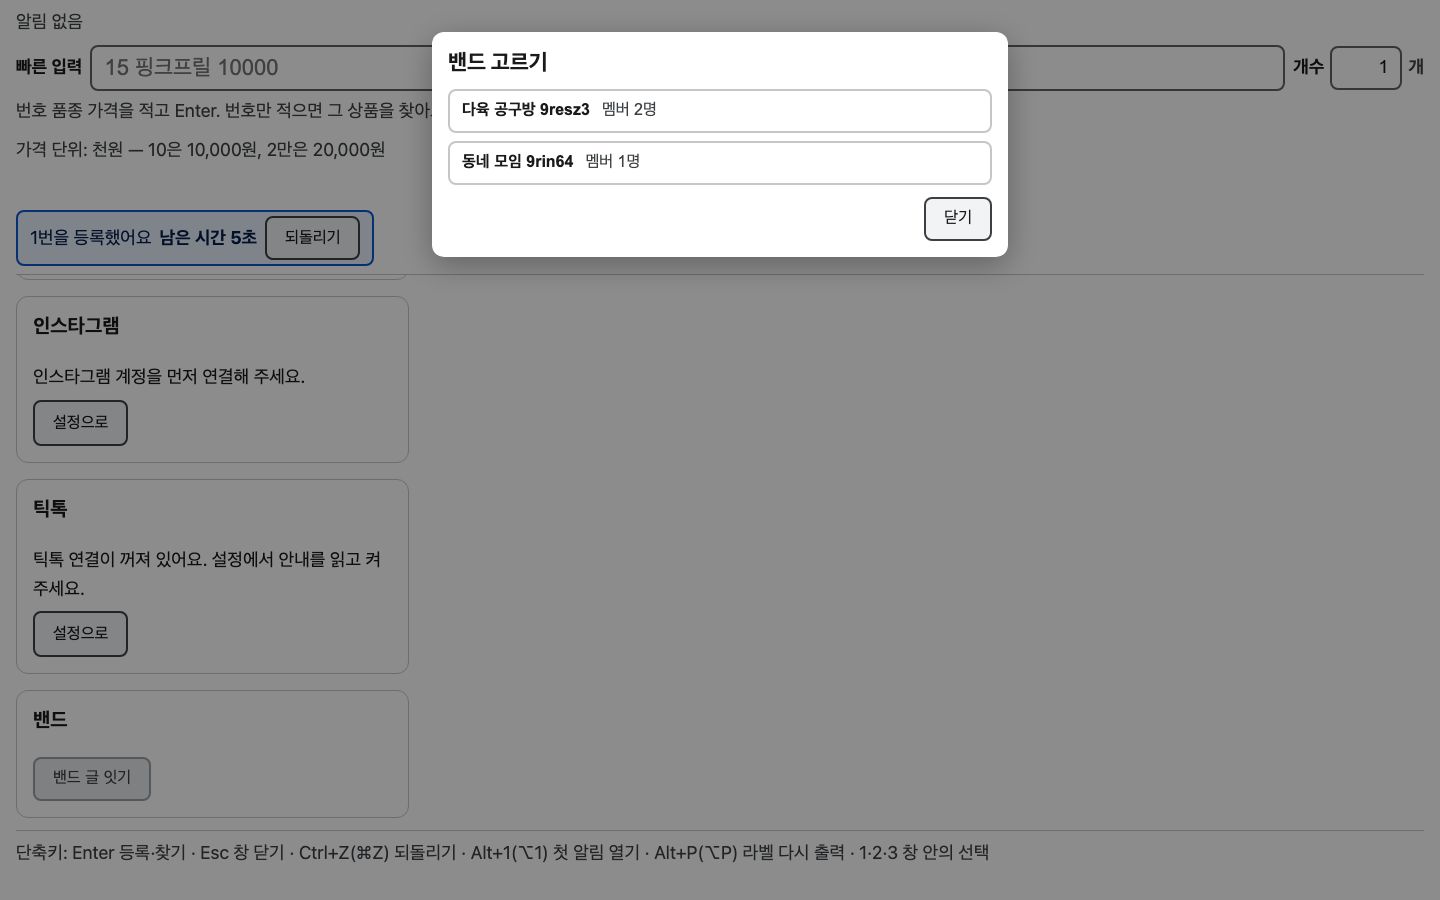 알림 없음
빠른 입력 15 핑크프릴 10000 개수 1 개
번호 품종 가격을 적고 Enter. 번호만 적으면 그 상품을 찾아
가격 단위: 천원 — 10은 10,000원, 2만은 20,000원
밴드 고르기
다육 공구방 9resz3 멤버 2명
동네 모임 9rin64 멤버 1명
닫기
1번을 등록했어요 남은 시간 5초 되돌리기
인스타그램
인스타그램 계정을 먼저 연결해 주세요.
설정으로
틱톡
틱톡 연결이 꺼져 있어요. 설정에서 안내를 읽고 켜
주세요.
설정으로
밴드
밴드 글 잇기
단축키: Enter 등록·찾기 · Esc 창 닫기 · Ctrl+Z(⌘Z) 되돌리기 · Alt+1(⌥1) 첫 알림 열기 · Alt+P(⌥P) 라벨 다시 출력 · 1·2·3 창 안의 선택